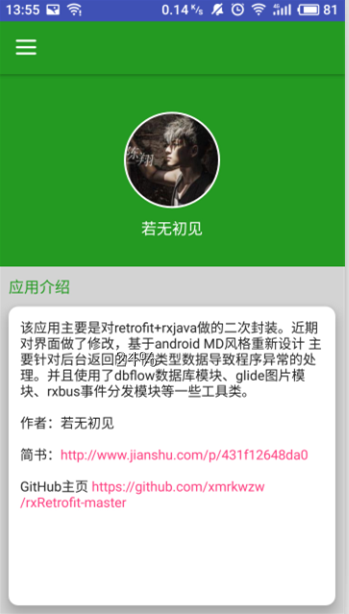 13:55
0.14 K/s
81
若无初见
应用介绍
该应用主要是对retrofit+rxjava做的二次封装。近期
对界面做了修改，基于android MD风格重新设计 主
要针对后台返回的不同类型数据导致程序异常的处
理。并且使用了dbflow数据库模块、glide图片模
块、rxbus事件分发模块等一些工具类。
作者：若无初见
简书：http://www.jianshu.com/p/431f12648da0
GitHub主页 https://github.com/xmrkwzw
/rxRetrofit-master